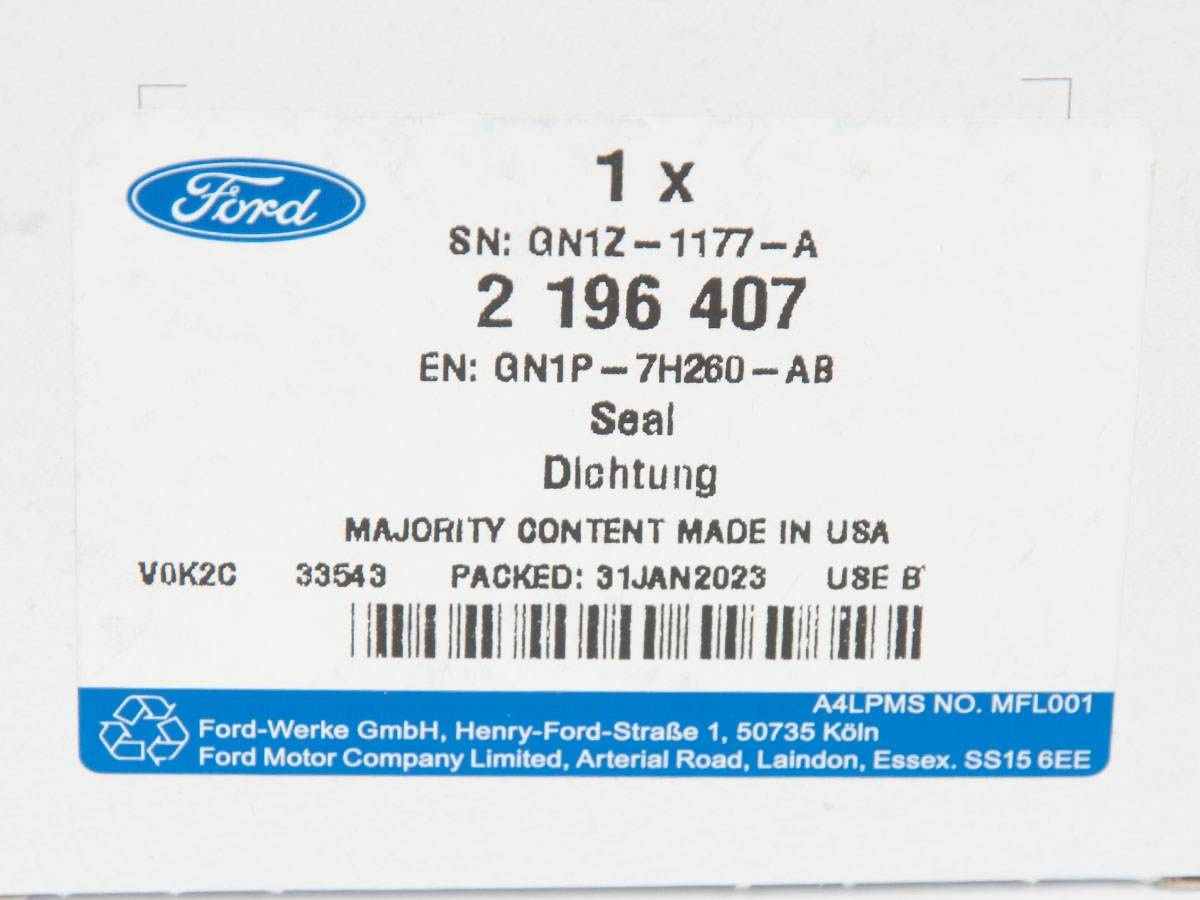 Ford
1 x
SN: GN1Z-1177-A
2 196 407
EN: GN1P-7H260-AB
Seal
Dichtung
MAJORITY CONTENT MADE IN USA
V0K2C 33543 PACKED: 31JAN2023 USE B
A4LPMS NO. MFL001
Ford-Werke GmbH, Henry-Ford-Straße 1, 50735 Köln
Ford Motor Company Limited, Arterial Road, Laindon, Essex. SS15 6EE